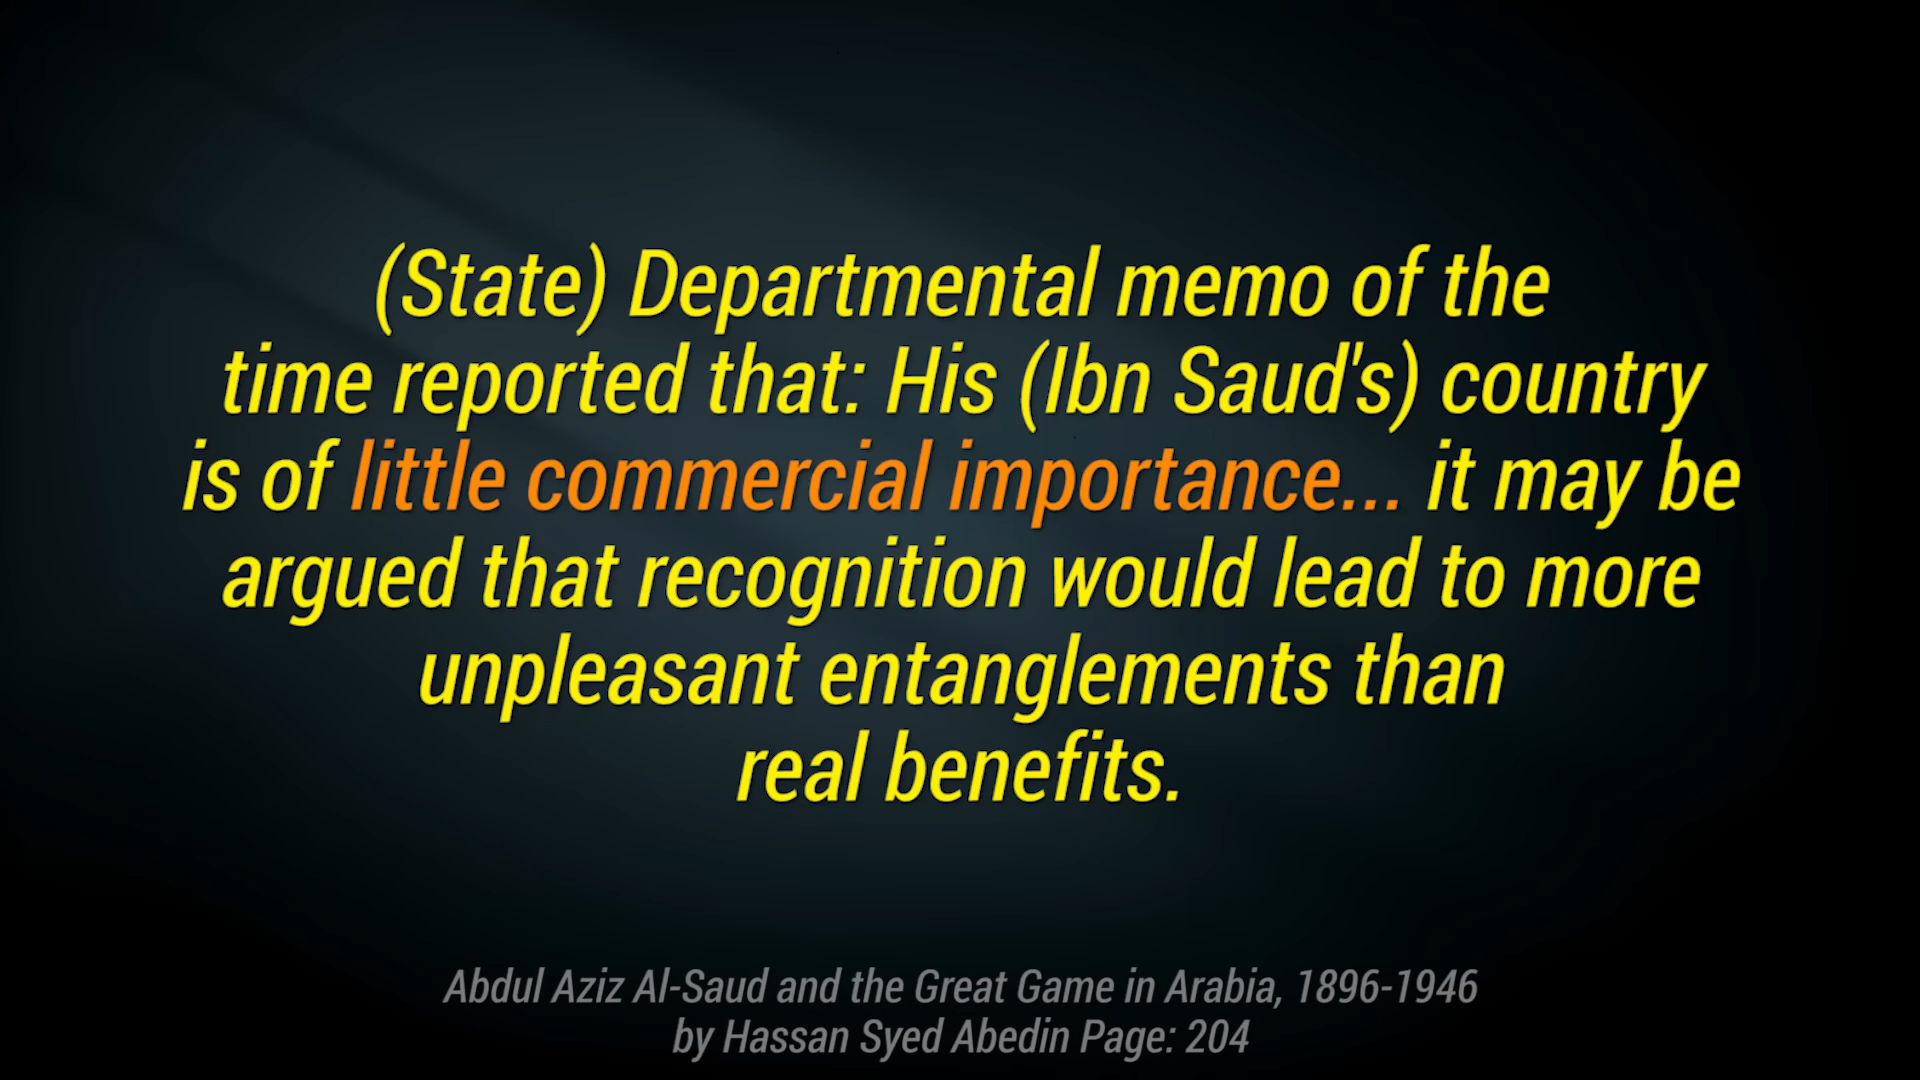 (State) Departmental memo of the
time reported that: His (Ibn Saud's) country
is of little commercial importance... it may be
argued that recognition would lead to more
unpleasant entanglements than
real benefits.
Abdul Aziz Al-Saud and the Great Game in Arabia, 1896-1946
by Hassan Syed Abedin Page: 204